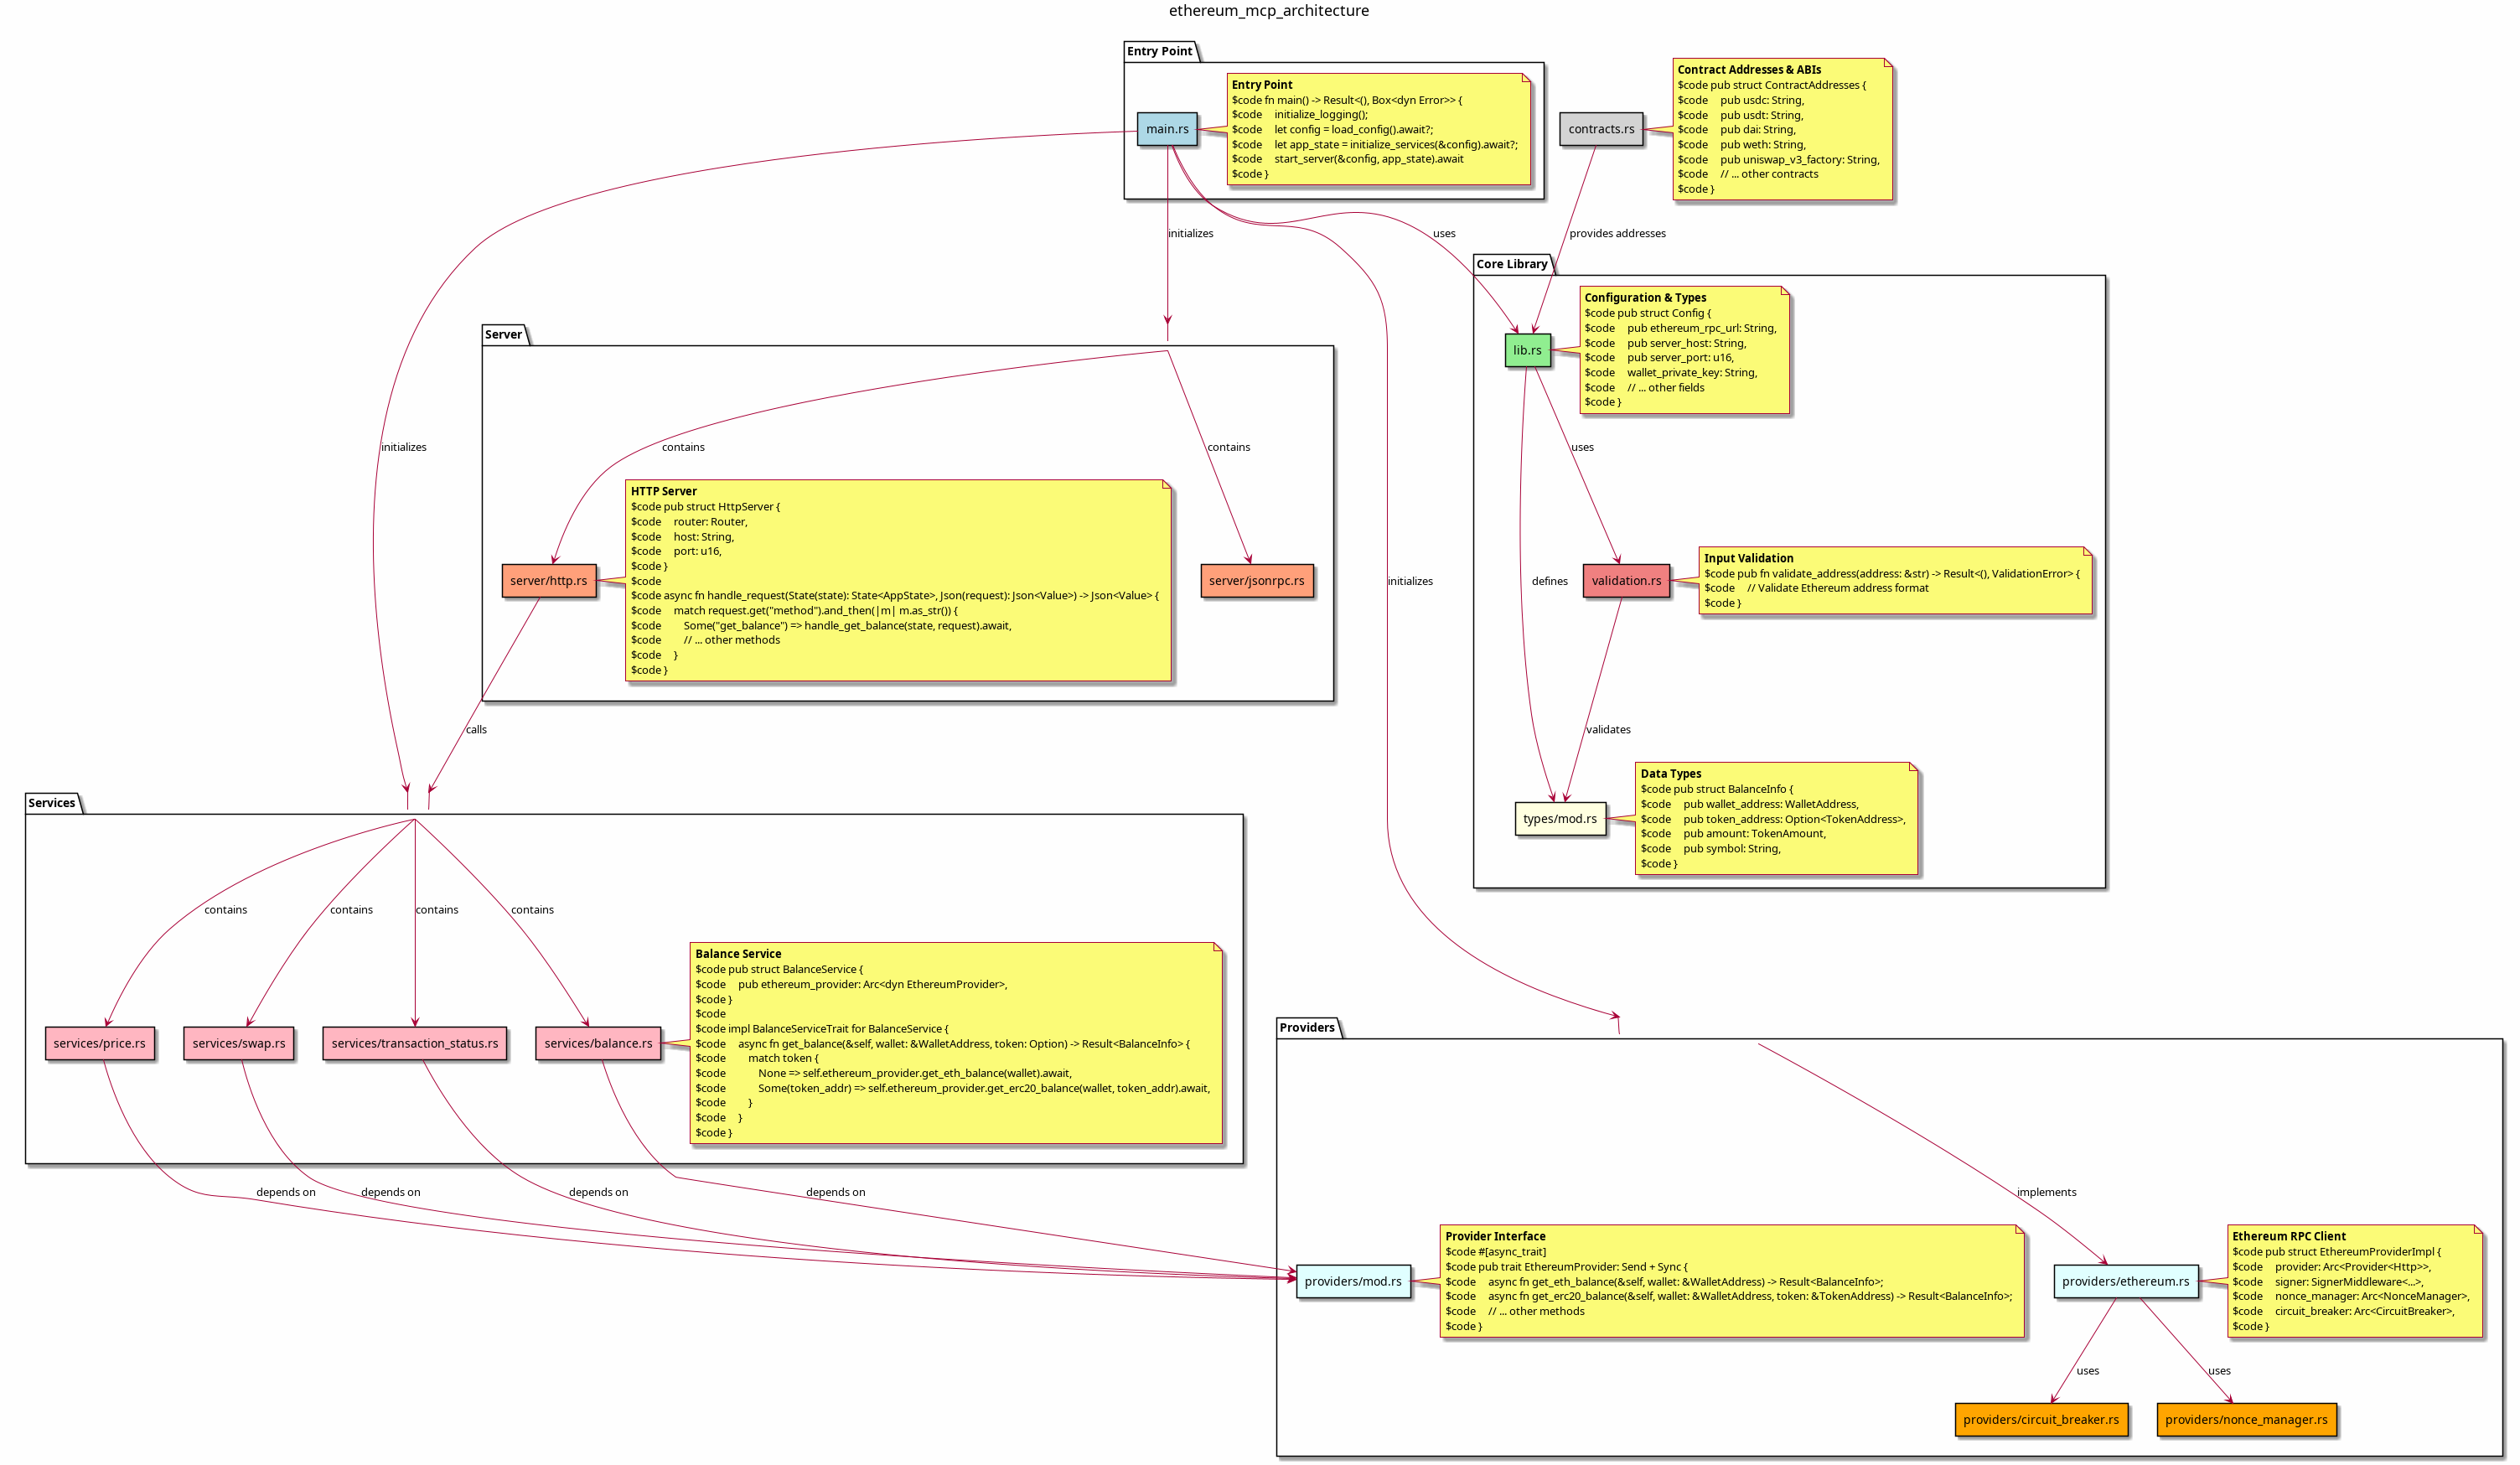 ethereum_mcp_architecture
Entry Point
main.rs
Entry Point
$code fn main() -> Result<(), Box<dyn Error>> {
$code     initialize_logging();
$code     let config = load_config().await?;
$code     let app_state = initialize_services(&config).await?;
$code     start_server(&config, app_state).await
$code }
contracts.rs
Contract Addresses & ABIs
$code pub struct ContractAddresses {
$code     pub usdc: String,
$code     pub usdt: String,
$code     pub dai: String,
$code     pub weth: String,
$code     pub uniswap_v3_factory: String,
$code     // ... other contracts
$code }
initializes
uses
provides addresses
Core Library
lib.rs
Configuration & Types
$code pub struct Config {
$code     pub ethereum_rpc_url: String,
$code     pub server_host: String,
$code     pub server_port: u16,
$code     wallet_private_key: String,
$code     // ... other fields
$code }
Server
initializes
contains
contains
uses
server/http.rs
HTTP Server
$code pub struct HttpServer {
$code     router: Router,
$code     host: String,
$code     port: u16,
$code }
$code
$code async fn handle_request(State(state): State<AppState>, Json(request): Json<Value>) -> Json<Value> {
$code     match request.get("method").and_then(|m| m.as_str()) {
$code         Some("get_balance") => handle_get_balance(state, request).await,
$code         // ... other methods
$code     }
$code }
server/jsonrpc.rs
initializes
defines
validation.rs
Input Validation
$code pub fn validate_address(address: &str) -> Result<(), ValidationError> {
$code     // Validate Ethereum address format
$code }
calls
validates
types/mod.rs
Data Types
$code pub struct BalanceInfo {
$code     pub wallet_address: WalletAddress,
$code     pub token_address: Option<TokenAddress>,
$code     pub amount: TokenAmount,
$code     pub symbol: String,
$code }
Services
contains
contains
contains
contains
services/price.rs
services/swap.rs
services/transaction_status.rs
services/balance.rs
Balance Service
$code pub struct BalanceService {
$code     pub ethereum_provider: Arc<dyn EthereumProvider>,
$code }
$code
$code impl BalanceServiceTrait for BalanceService {
$code     async fn get_balance(&self, wallet: &WalletAddress, token: Option) -> Result<BalanceInfo> {
$code         match token {
$code             None => self.ethereum_provider.get_eth_balance(wallet).await,
$code             Some(token_addr) => self.ethereum_provider.get_erc20_balance(wallet, token_addr).await,
$code         }
$code     }
$code }
depends on
depends on
depends on
depends on
Providers
implements
providers/mod.rs
Provider Interface
$code #[async_trait]
$code pub trait EthereumProvider: Send + Sync {
$code     async fn get_eth_balance(&self, wallet: &WalletAddress) -> Result<BalanceInfo>;
$code     async fn get_erc20_balance(&self, wallet: &WalletAddress, token: &TokenAddress) -> Result<BalanceInfo>;
$code     // ... other methods
$code }
providers/ethereum.rs
Ethereum RPC Client
$code pub struct EthereumProviderImpl {
$code     provider: Arc<Provider<Http>>,
$code     signer: SignerMiddleware<...>,
$code     nonce_manager: Arc<NonceManager>,
$code     circuit_breaker: Arc<CircuitBreaker>,
$code }
uses
uses
providers/circuit_breaker.rs
providers/nonce_manager.rs